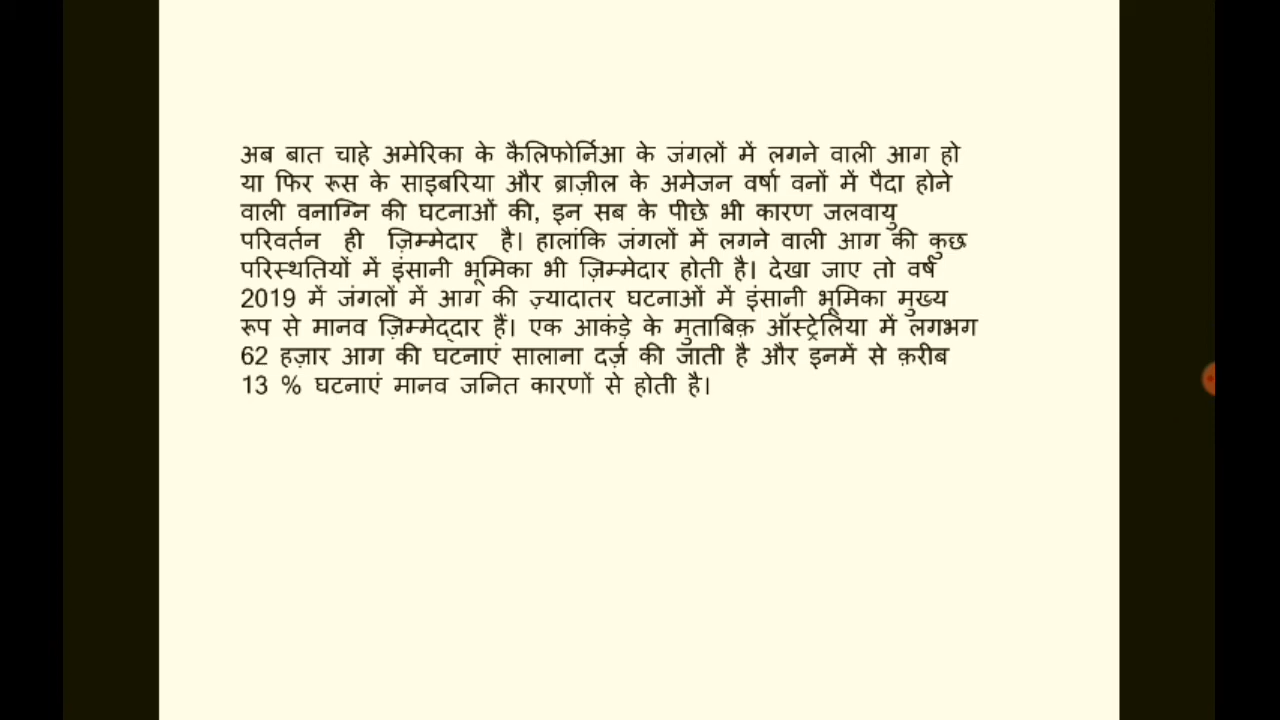 अब बात चाहे अमेरिका के कैलिफोर्निआ के जंगलों में लगने वाली आग हो
या फिर रूस के साइबरिया और ब्राज़ील के अमेजन वर्षा वनों में पैदा होने
वाली वनाग्नि की घटनाओं की, इन सब के पीछे भी कारण जलवायु
परिवर्तन ही ज़िम्मेदार है। हालांकि जंगलों में लगने वाली आग की कुछ
परिस्थतियों में इंसानी भूमिका भी ज़िम्मेदार होती है। देखा जाए तो वर्ष
2019 में जंगलों में आग की ज़्यादातर घटनाओं में इंसानी भूमिका मुख्य
रूप से मानव ज़िम्मेद्दार हैं। एक आकंड़े के मुताबिक़ ऑस्ट्रेलिया में लगभग
62 हज़ार आग की घटनाएं सालाना दर्ज़ की जाती है और इनमें से क़रीब
13 % घटनाएं मानव जनित कारणों से होती है।